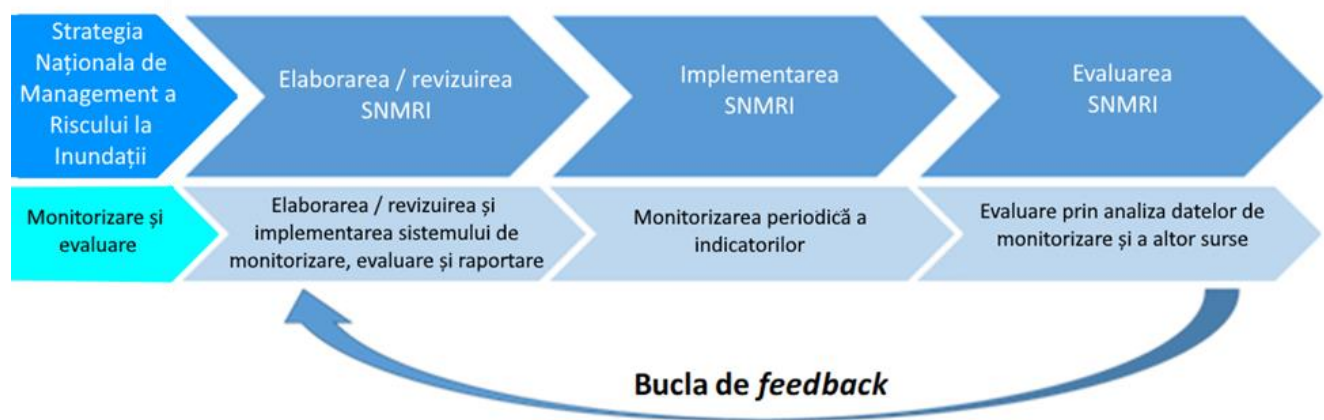 Strategia
Naționala de
Management a
Riscului la
Inundații
Elaborarea / revizuirea
SNMRI
Implementarea
SNMRI
Evaluarea
SNMRI
Monitorizare și
evaluare
Elaborarea / revizuirea și
implementarea sistemului de
monitorizare, evaluare și raportare
Monitorizarea periodică a
indicatorilor
Evaluare prin analiza datelor de
monitorizare și a altor surse
Bucla de feedback